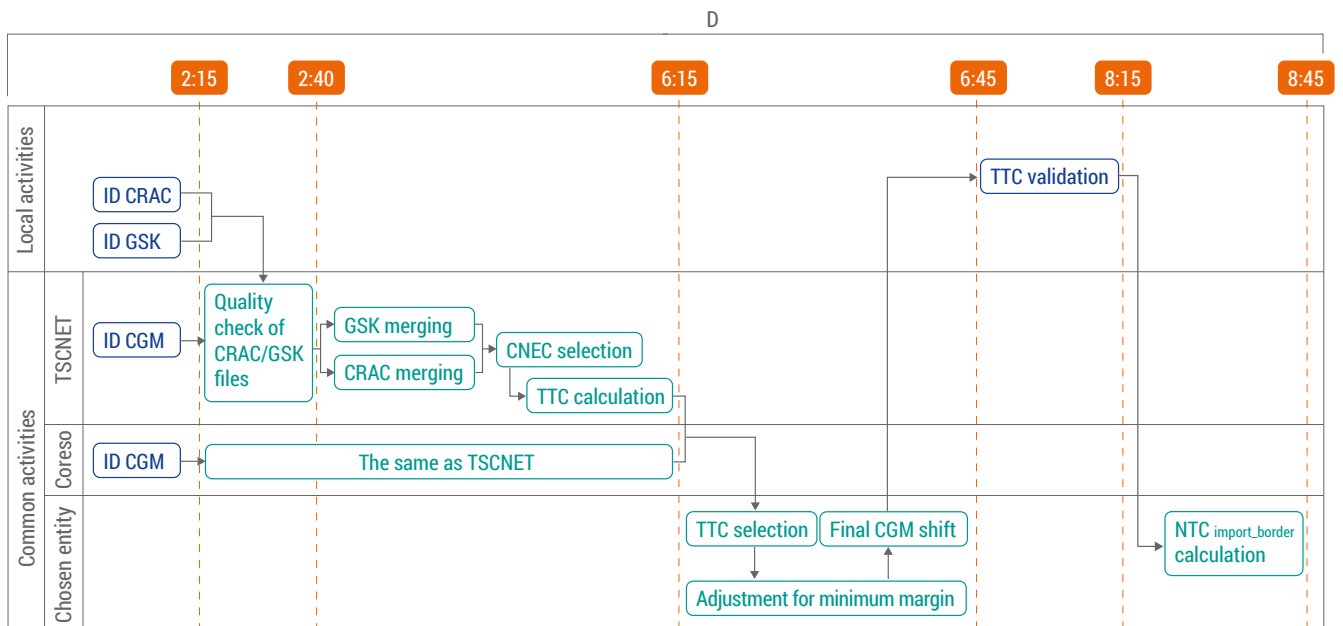 D
2:15
2:40
6:15
6:45
8:15
8:45
Local activities
ID CRAC
ID GSK
TTC validation
Common activities
TSCNET
ID CGM
Quality
check of
CRAC/GSK
files
GSK merging
CRAC merging
CNEC selection
TTC calculation
Coreso
ID CGM
The same as TSCNET
Chosen entity
TTC selection
Final CGM shift
Adjustment for minimum margin
NTC import_border
calculation